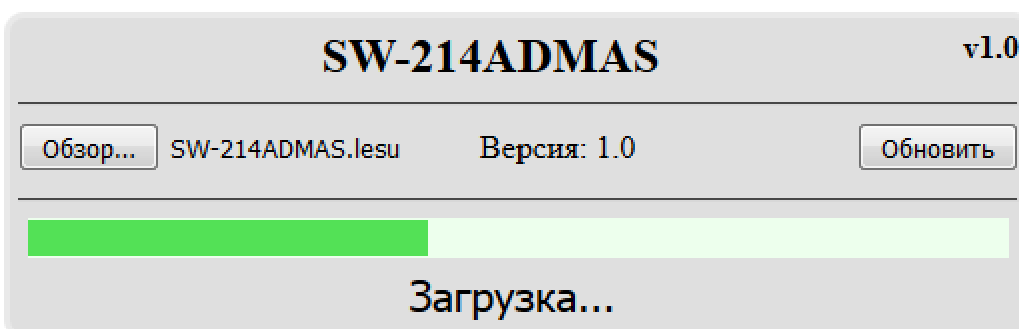 SW-214ADMAS v1.0
Обзор... SW-214ADMAS.lesu Версия: 1.0 Обновить
Загрузка...